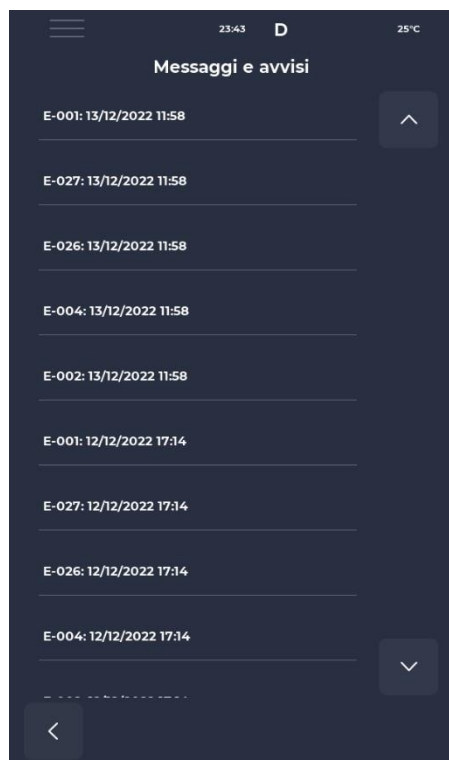 23:43 D 25°C
Messaggi e avvisi
E-001: 13/12/2022 11:58
E-027: 13/12/2022 11:58
E-026: 13/12/2022 11:58
E-004: 13/12/2022 11:58
E-002: 13/12/2022 11:58
E-001: 12/12/2022 17:14
E-027: 12/12/2022 17:14
E-026: 12/12/2022 17:14
E-004: 12/12/2022 17:14